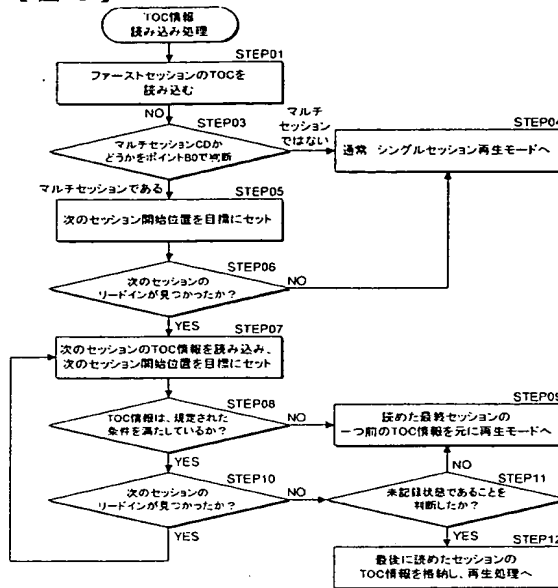 TOC情報
読み込み処理
STEP01
ファーストセッションのTOCを
読み込む
NO
STEP03
マルチセッションCDか
どうかをポイントB0で判断
マルチ
セッション
ではない
STEP04
通常 シングルセッション再生モードへ
マルチセッションである
STEP05
次のセッション開始位置を目標にセット
STEP06
次のセッションの
リードインが見つかったか?
NO
YES
STEP07
次のセッションのTOC情報を読み込み、
次のセッション開始位置を目標にセット
STEP08
TOC情報は、規定された
条件を満たしているか?
NO
STEP09
読めた最終セッションの
一つ前のTOC情報を元に再生モードへ
YES
STEP10
次のセッションの
リードインが見つかったか?
NO
NO
STEP11
未記録状態であることを
判断したか?
YES
YES
STEP12
最後に読めたセッションの
TOC情報を格納し、再生処理へ